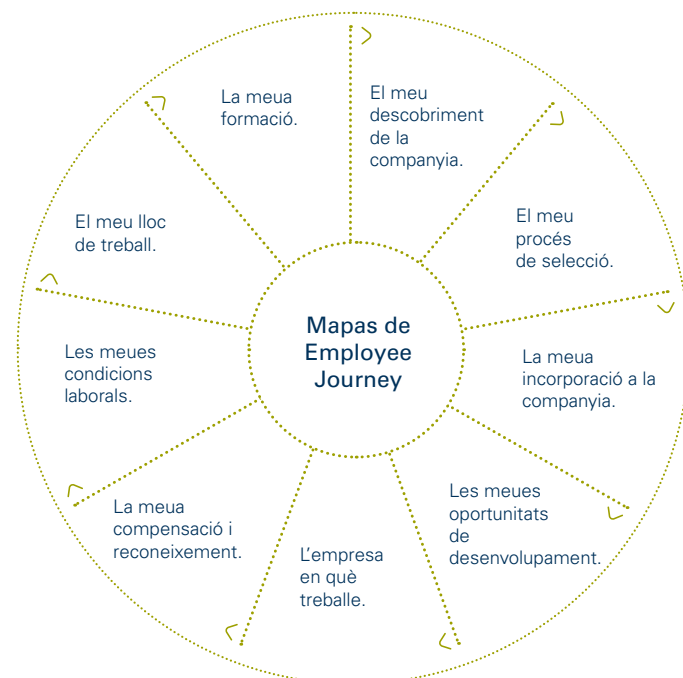 El meu
descobriment
de la
companyia.
El meu
procés
de selecció.
La meua
incorporació a la
companyia.
Les meues
oportunitats
de
desenvolupament.
L'empresa
en què
treballe.
La meua
compensació i
reconeixement.
Les meues
condicions
laborals.
El meu lloc
de treball.
La meua
formació.
Mapas de
Employee
Journey